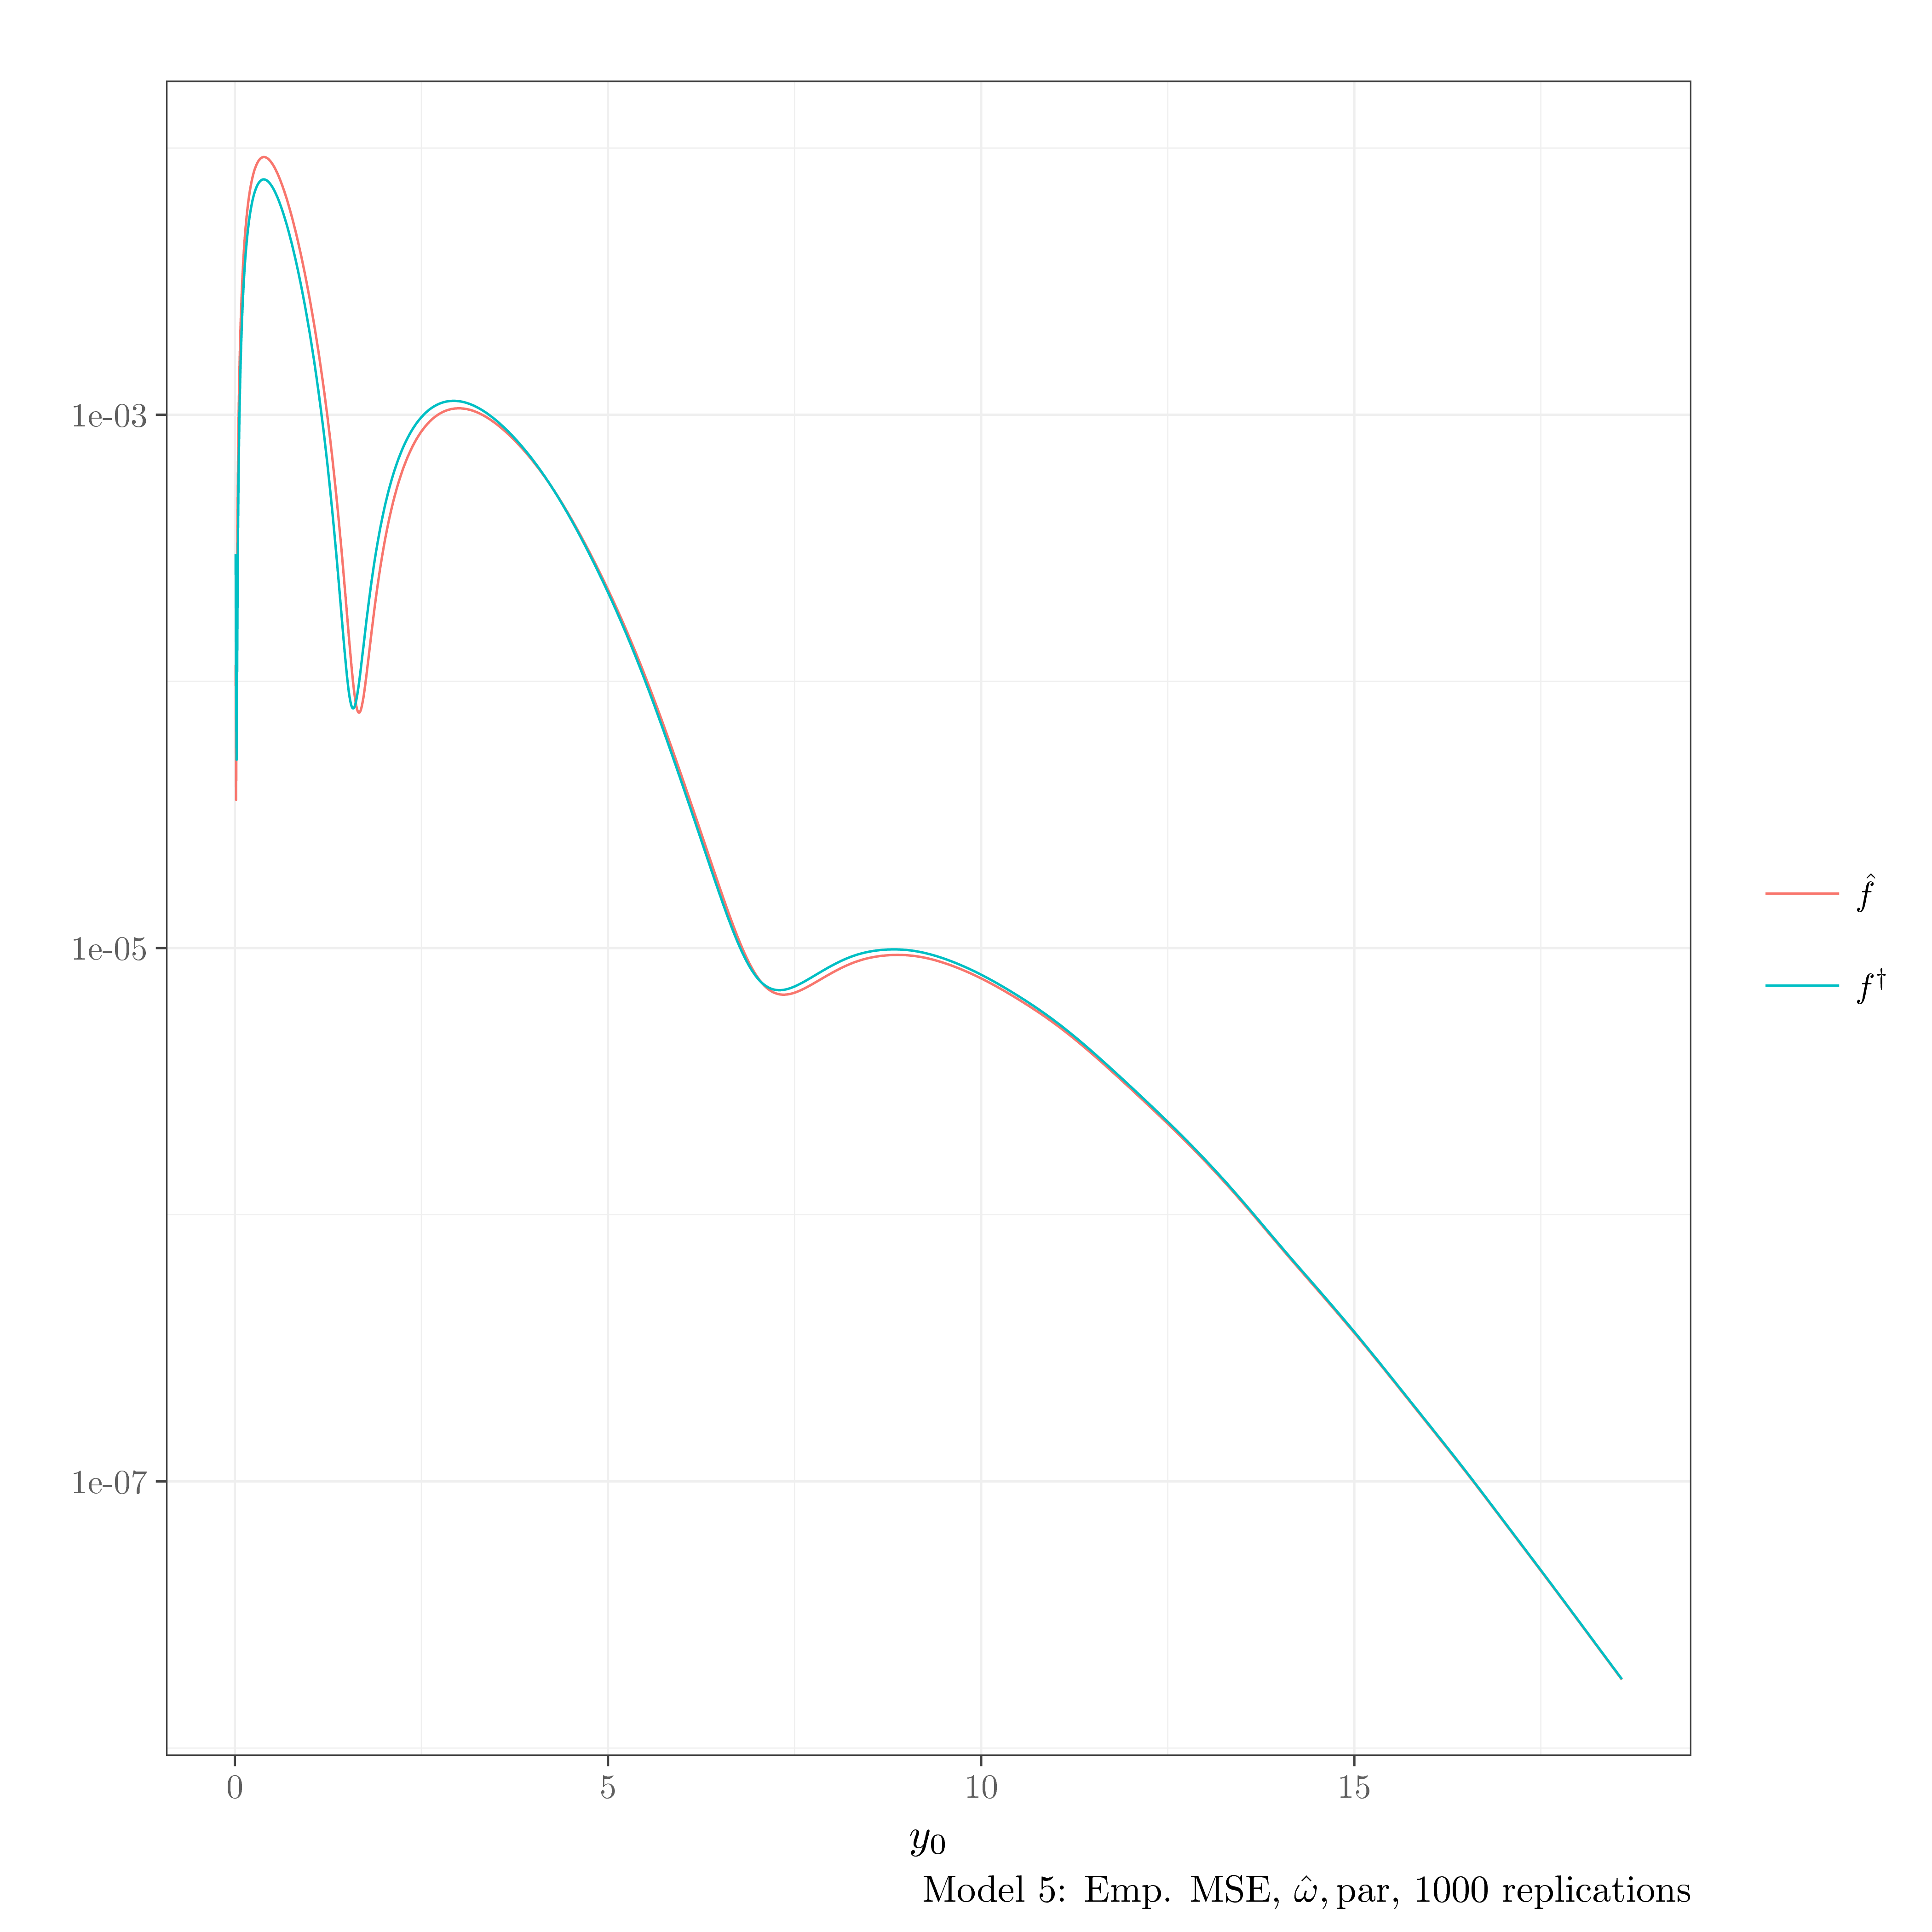 1e-03
1e-05
1e-07
0 5 10 15
y₀
f̂
f†
Model 5: Emp. MSE, ω̂, par, 1000 replications